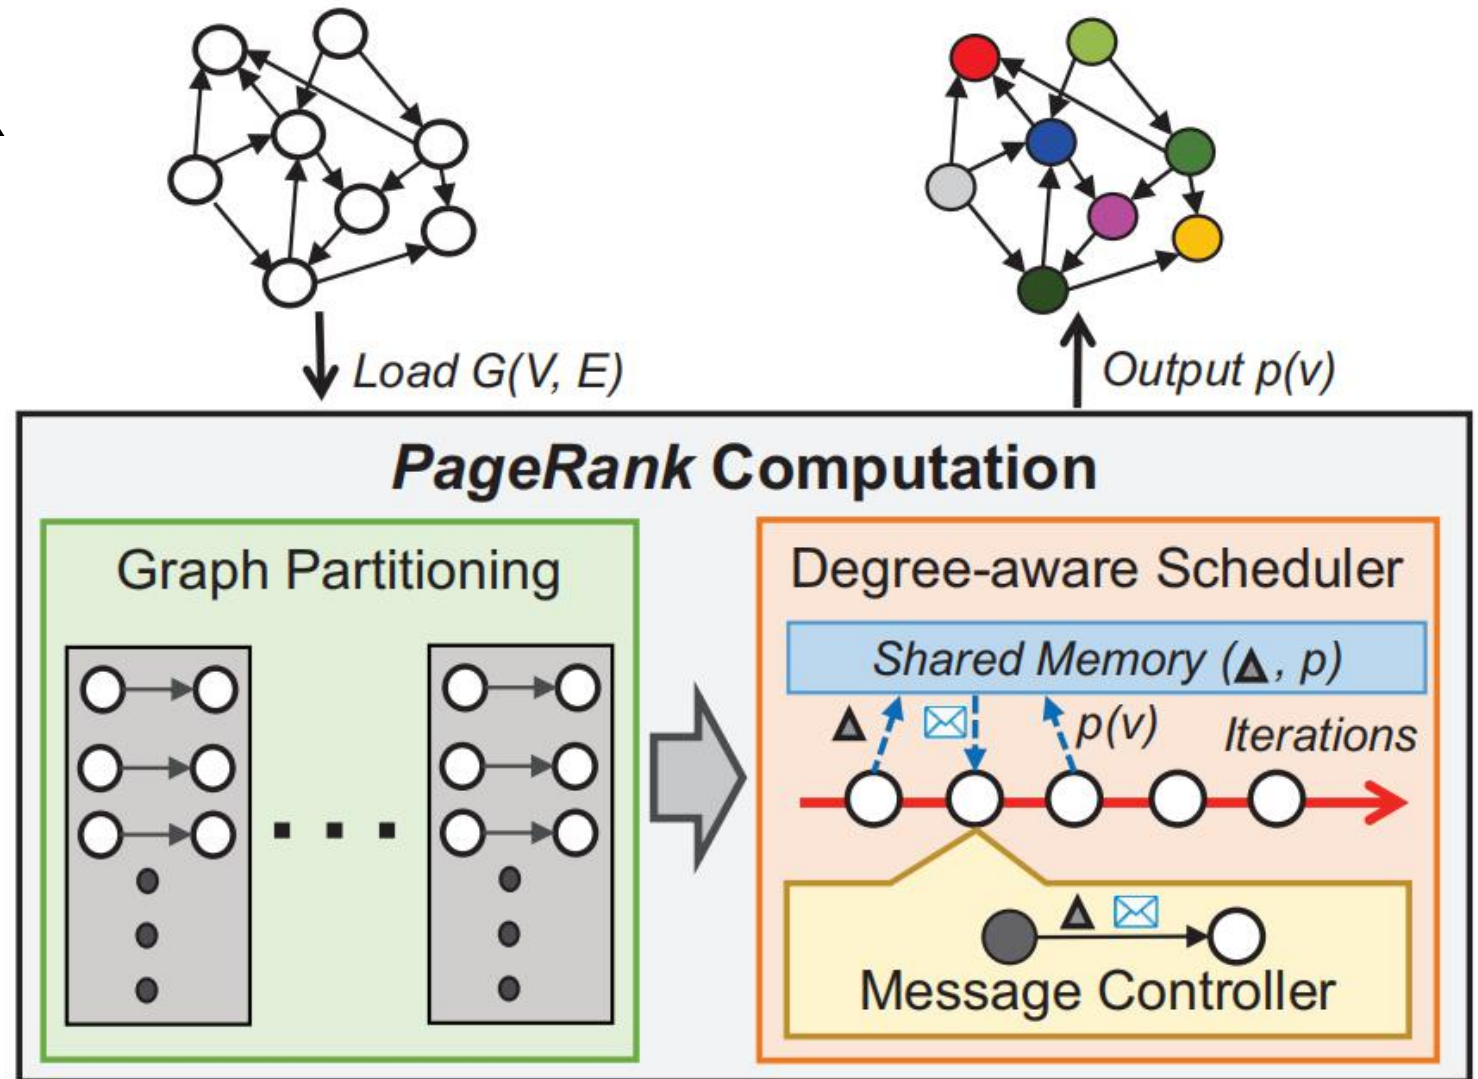 Load G(V, E)
Output p(v)
PageRank Computation
Graph Partitioning
Degree-aware Scheduler
Shared Memory (▲, p)
p(v)
Iterations
Message Controller